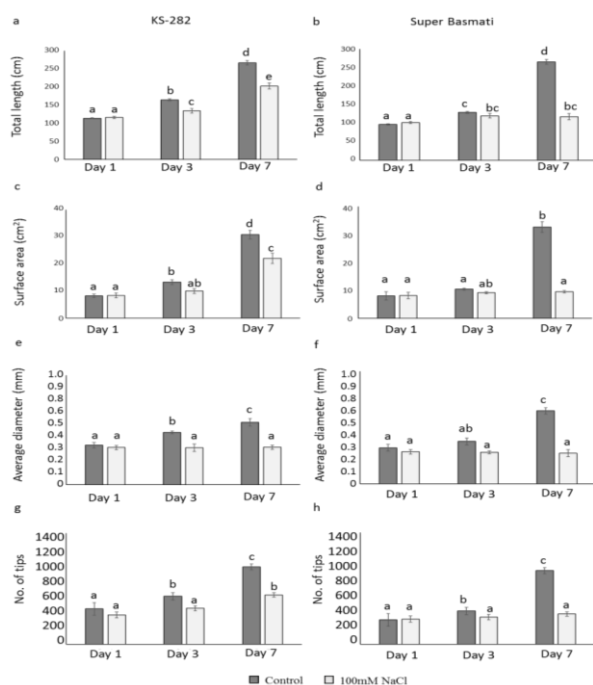 a KS-282
Total length (cm)
300
250
200
150
100
50
0
a a b c d e
Day 1 Day 3 Day 7
b Super Basmati
Total length (cm)
300
250
200
150
100
50
0
a a c bc d bc
Day 1 Day 3 Day 7
c
Surface area (cm²)
40
30
20
10
0
a a b ab d c
Day 1 Day 3 Day 7
d
Surface area (cm²)
40
30
20
10
0
a a a ab b a
Day 1 Day 3 Day 7
e
Average diameter (mm)
1.0
0.9
0.8
0.7
0.6
0.5
0.4
0.3
0.2
0.1
0
a a b a c a
Day 1 Day 3 Day 7
f
Average diameter (mm)
1.0
0.9
0.8
0.7
0.6
0.5
0.4
0.3
0.2
0.1
0
a a ab a c a
Day 1 Day 3 Day 7
g
No. of tips
1400
1200
1000
800
600
400
200
0
a a b a c b
Day 1 Day 3 Day 7
h
No. of tips
1400
1200
1000
800
600
400
200
0
a a b a c a
Day 1 Day 3 Day 7
Control 100mM NaCl